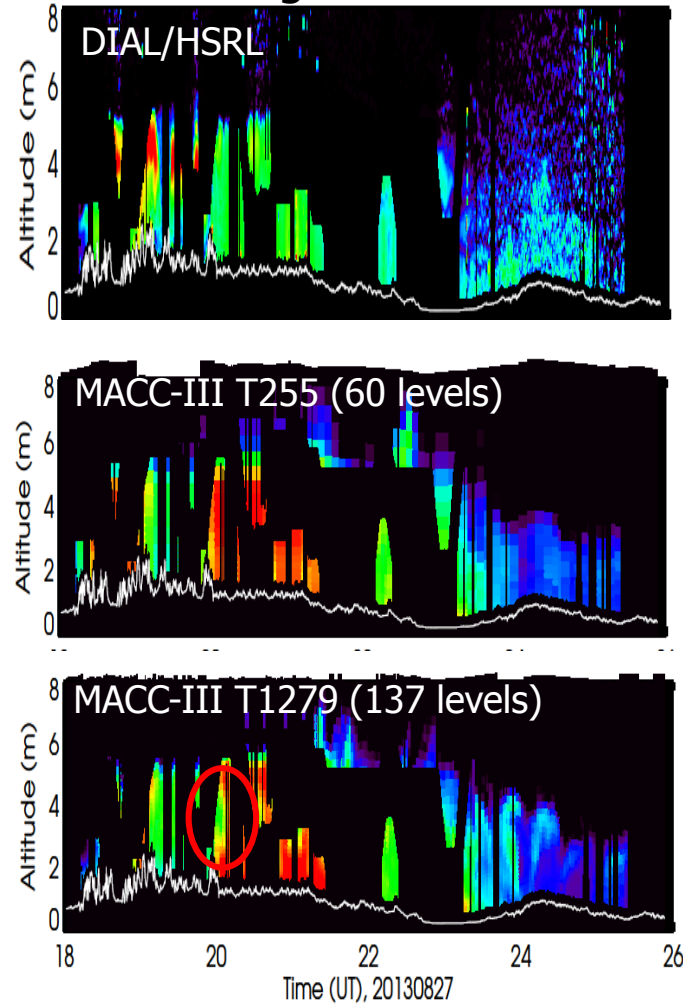 8
DIAL/HSRL
6
Altitude (m)
4
2
0
8
MACC-III T255 (60 levels)
6
Altitude (m)
4
2
0
8
MACC-III T1279 (137 levels)
6
Altitude (m)
4
2
0
18 20 22 24 26
Time (UT), 20130827